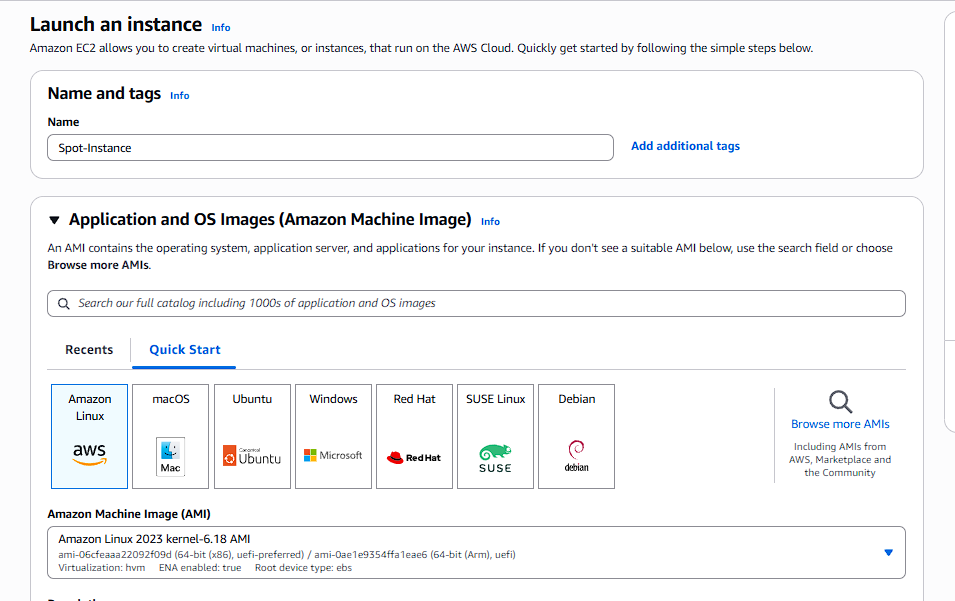 Launch an instance Info
Amazon EC2 allows you to create virtual machines, or instances, that run on the AWS Cloud. Quickly get started by following the simple steps below.
Name and tags Info
Name
Spot-Instance
Add additional tags
Application and OS Images (Amazon Machine Image) Info
An AMI contains the operating system, application server, and applications for your instance. If you don't see a suitable AMI below, use the search field or choose
Browse more AMIs.
Search our full catalog including 1000s of application and OS images
Recents Quick Start
Amazon
Linux
aws
macOS
Mac
Ubuntu
Canonical
Ubuntu
Windows
Microsoft
Red Hat
Red Hat
SUSE Linux
SUSE
Debian
debian
Browse more AMIs
Including AMIs from
AWS, Marketplace and
the Community
Amazon Machine Image (AMI)
Amazon Linux 2023 kernel-6.18 AMI
ami-06cfeaaa22092f09d (64-bit (x86), uefi-preferred) / ami-0ae1e9354ffa1eae6 (64-bit (Arm), uefi)
Virtualization: hvm ENA enabled: true Root device type: ebs